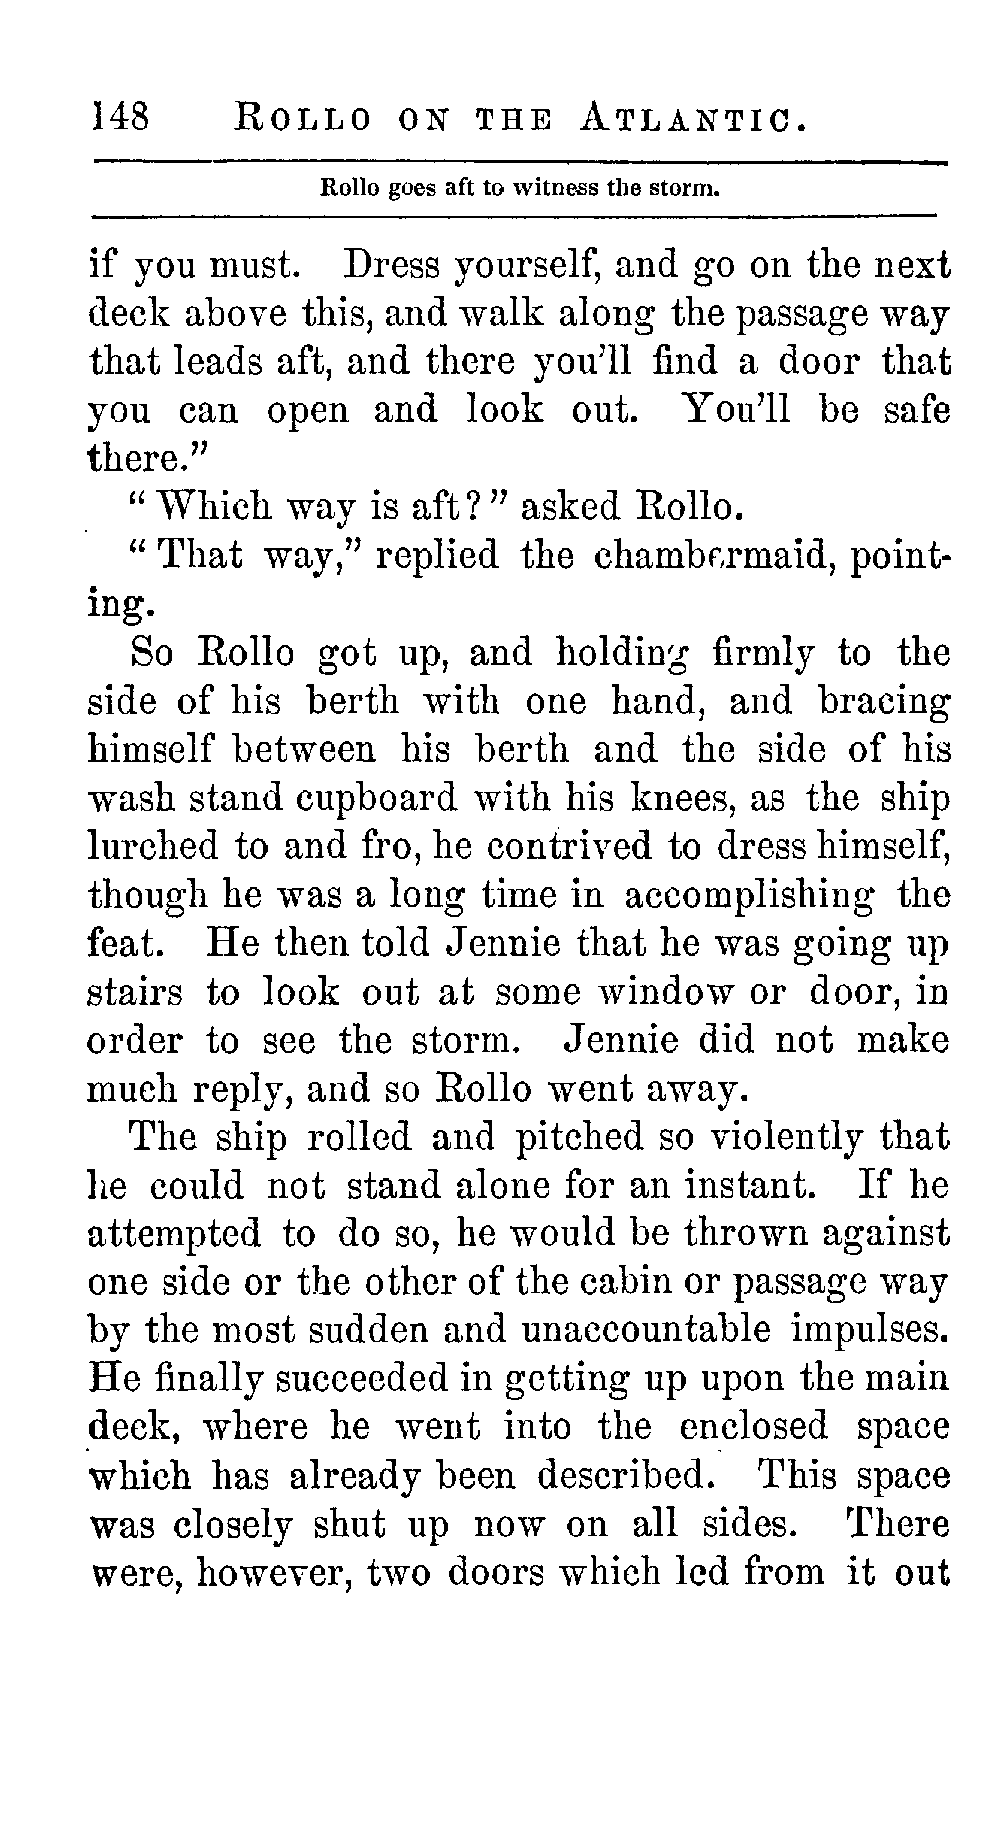 148 ROLLO ON THE ATLANTIC.
Rollo goes aft to witness the storm.
if you must. Dress yourself, and go on the next
deck above this, and walk along the passage way
that leads aft, and there you'll find a door that
you can open and look out. You'll be safe
there."
"Which way is aft?" asked Rollo.
"That way," replied the chambermaid, point-
ing.
So Rollo got up, and holding firmly to the
side of his berth with one hand, and bracing
himself between his berth and the side of his
wash stand cupboard with his knees, as the ship
lurched to and fro, he contrived to dress himself,
though he was a long time in accomplishing the
feat. He then told Jennie that he was going up
stairs to look out at some window or door, in
order to see the storm. Jennie did not make
much reply, and so Rollo went away.
The ship rolled and pitched so violently that
he could not stand alone for an instant. If he
attempted to do so, he would be thrown against
one side or the other of the cabin or passage way
by the most sudden and unaccountable impulses.
He finally succeeded in getting up upon the main
deck, where he went into the enclosed space
which has already been described. This space
was closely shut up now on all sides. There
were, however, two doors which led from it out